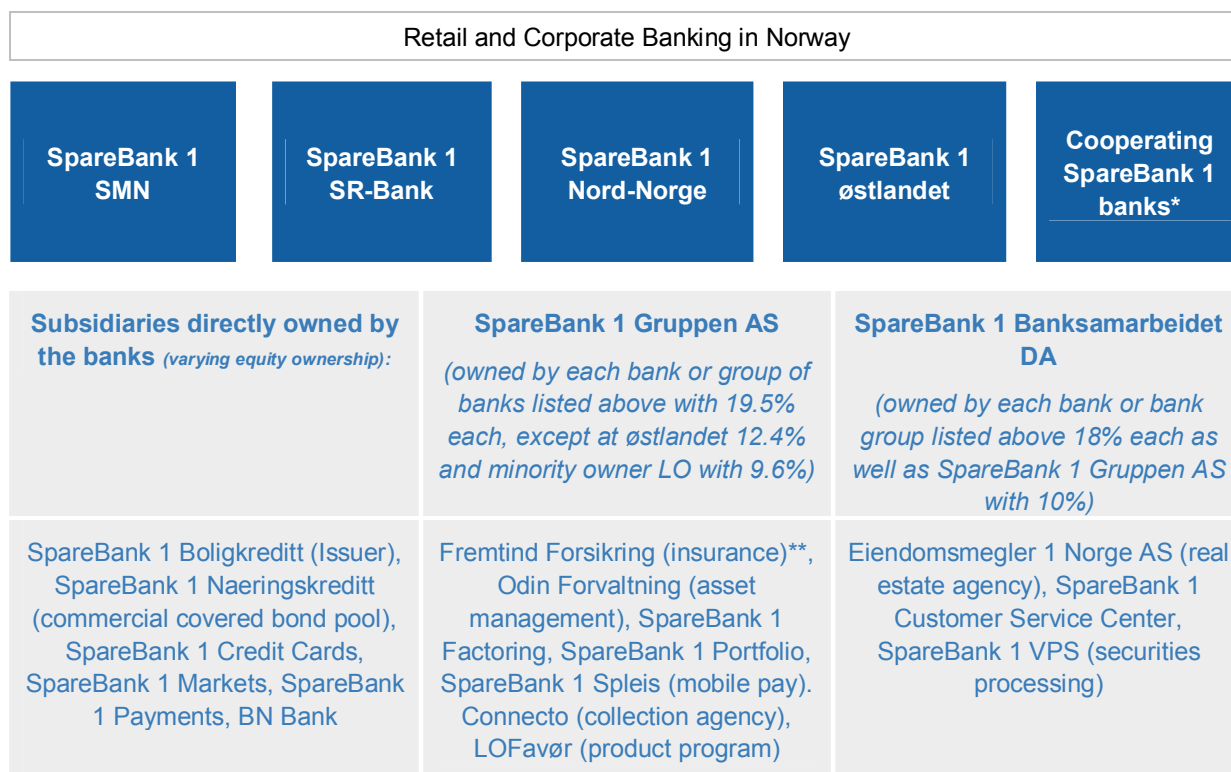 Retail and Corporate Banking in Norway
SpareBank 1
SMN
SpareBank 1
SR-Bank
SpareBank 1
Nord-Norge
SpareBank 1
østlandet
Cooperating
SpareBank 1
banks*
Subsidiaries directly owned by
the banks (varying equity ownership):
SpareBank 1 Gruppen AS
(owned by each bank or group of
banks listed above with 19.5%
each, except at østlandet 12.4%
and minority owner LO with 9.6%)
SpareBank 1 Banksamarbeidet
DA
(owned by each bank or bank
group listed above 18% each as
well as SpareBank 1 Gruppen AS
with 10%)
SpareBank 1 Boligkreditt (Issuer),
SpareBank 1 Naeringskreditt
(commercial covered bond pool),
SpareBank 1 Credit Cards,
SpareBank 1 Markets, SpareBank
1 Payments, BN Bank
Fremtind Forsikring (insurance)**,
Odin Forvaltning (asset
management), SpareBank 1
Factoring, SpareBank 1 Portfolio,
SpareBank 1 Spleis (mobile pay).
Connecto (collection agency),
LOFavør (product program)
Eiendomsmegler 1 Norge AS (real
estate agency), SpareBank 1
Customer Service Center,
SpareBank 1 VPS (securities
processing)